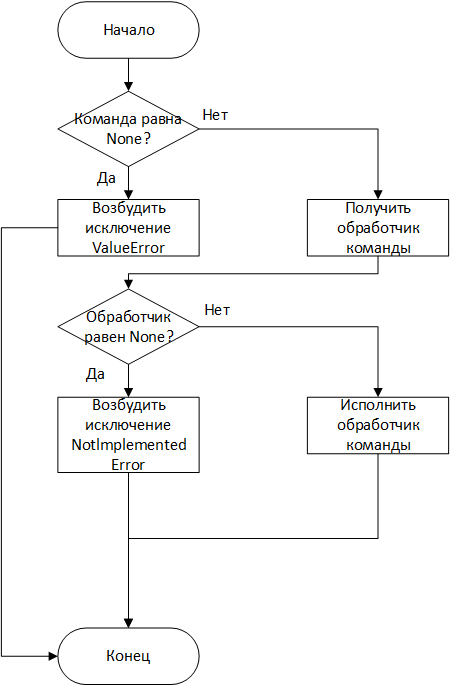 Начало
Команда равна
None?
Нет
Да
Возбудить
исключение
ValueError
Получить
обработчик
команды
Обработчик
равен None?
Нет
Да
Возбудить
исключение
NotImplemented
Error
Исполнить
обработчик
команды
Конец